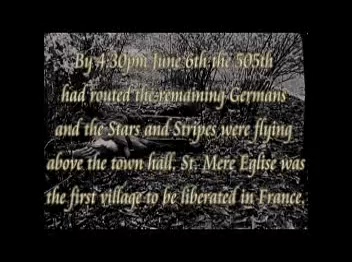 By 4:30pm June 6th the 505th
had routed the remaining Germans
and the Stars and Stripes were flying
above the town hall. St. Mere Eglise was
the first village to be liberated in France.